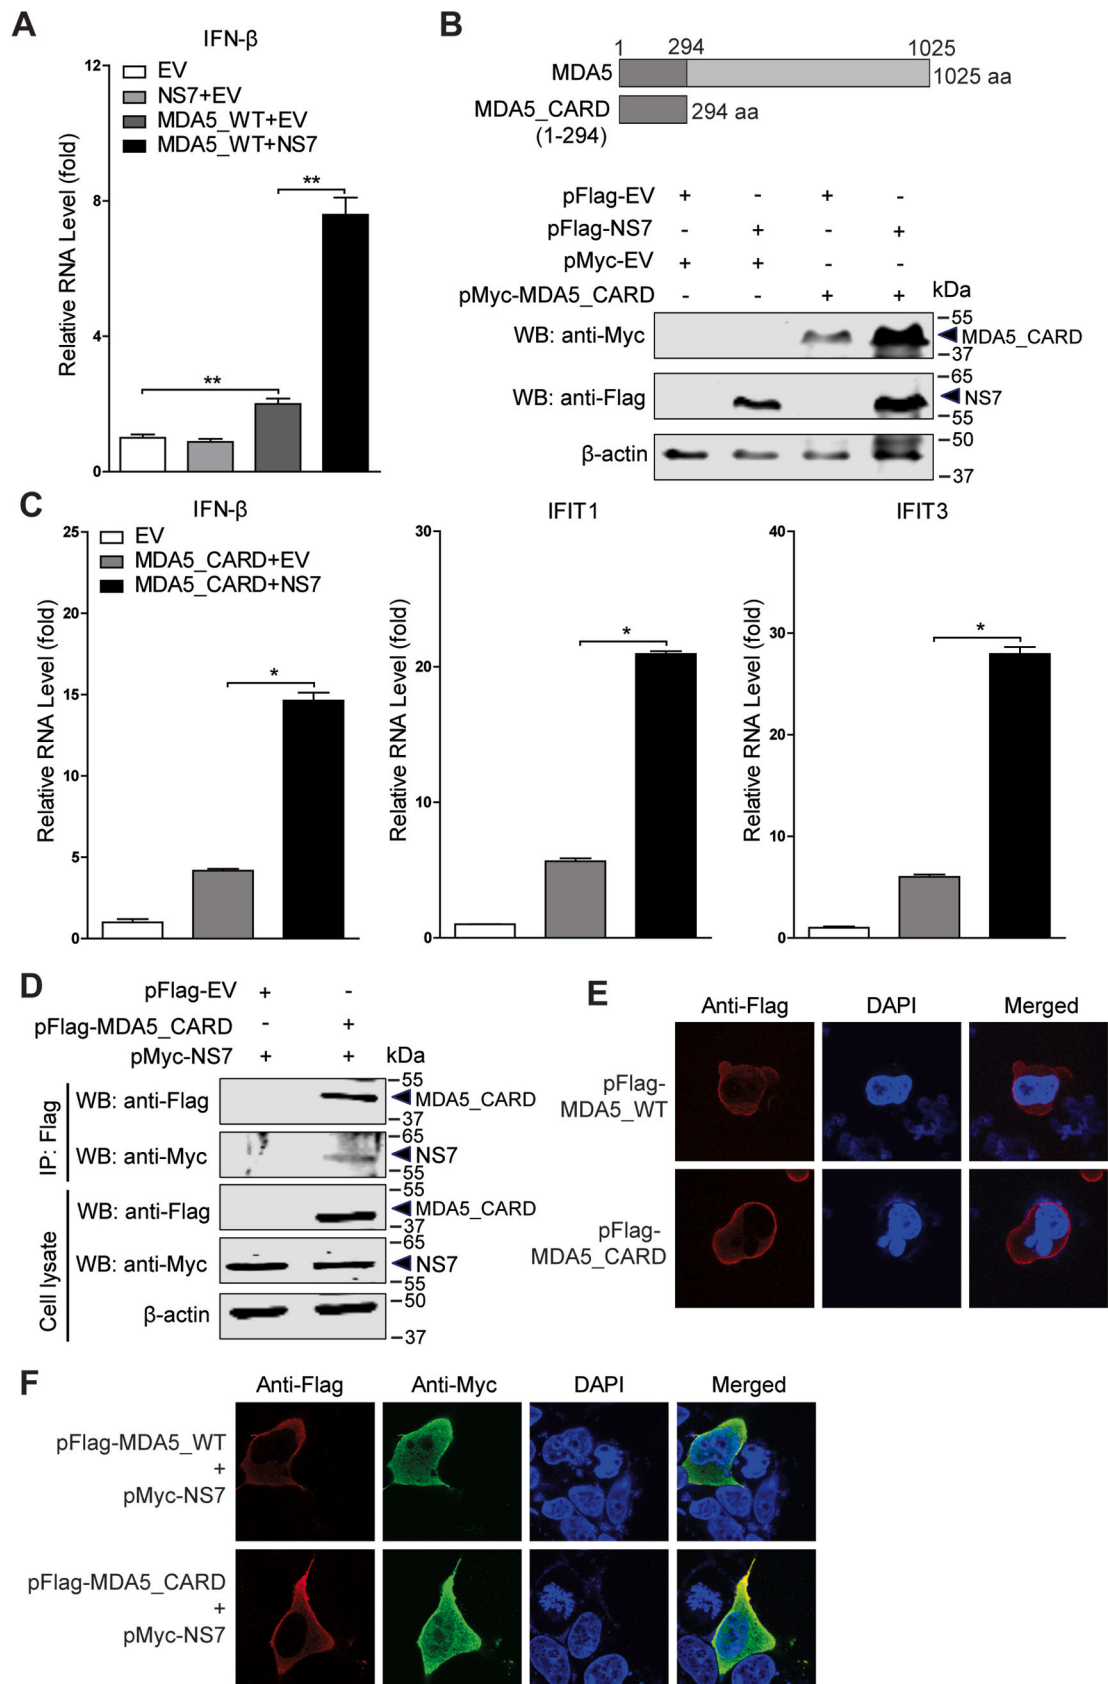 A
IFN-β
12
8
4
0
Relative RNA Level (fold)
EV
NS7+EV
MDA5_WT+EV
MDA5_WT+NS7
**
**
B
1 294 1025
MDA5
1025 aa
MDA5_CARD
(1-294)
294 aa
pFlag-EV + - + -
pFlag-NS7 - + - +
pMyc-EV + + - -
pMyc-MDA5_CARD - - + + kDa
WB: anti-Myc
55
MDA5_CARD
37
WB: anti-Flag
65
NS7
55
β-actin
50
37
C
IFN-β
25
20
15
10
5
0
Relative RNA Level (fold)
EV
MDA5_CARD+EV
MDA5_CARD+NS7
*
IFIT1
30
20
10
0
Relative RNA Level (fold)
*
IFIT3
40
30
20
10
0
Relative RNA Level (fold)
*
D
pFlag-EV + -
pFlag-MDA5_CARD - +
pMyc-NS7 + + kDa
IP: Flag
WB: anti-Flag
55
MDA5_CARD
37
WB: anti-Myc
65
NS7
55
Cell lysate
WB: anti-Flag
55
MDA5_CARD
37
WB: anti-Myc
65
NS7
55
β-actin
50
37
E
Anti-Flag DAPI Merged
pFlag-
MDA5_WT
pFlag-
MDA5_CARD
F
Anti-Flag Anti-Myc DAPI Merged
pFlag-MDA5_WT
+
pMyc-NS7
pFlag-MDA5_CARD
+
pMyc-NS7